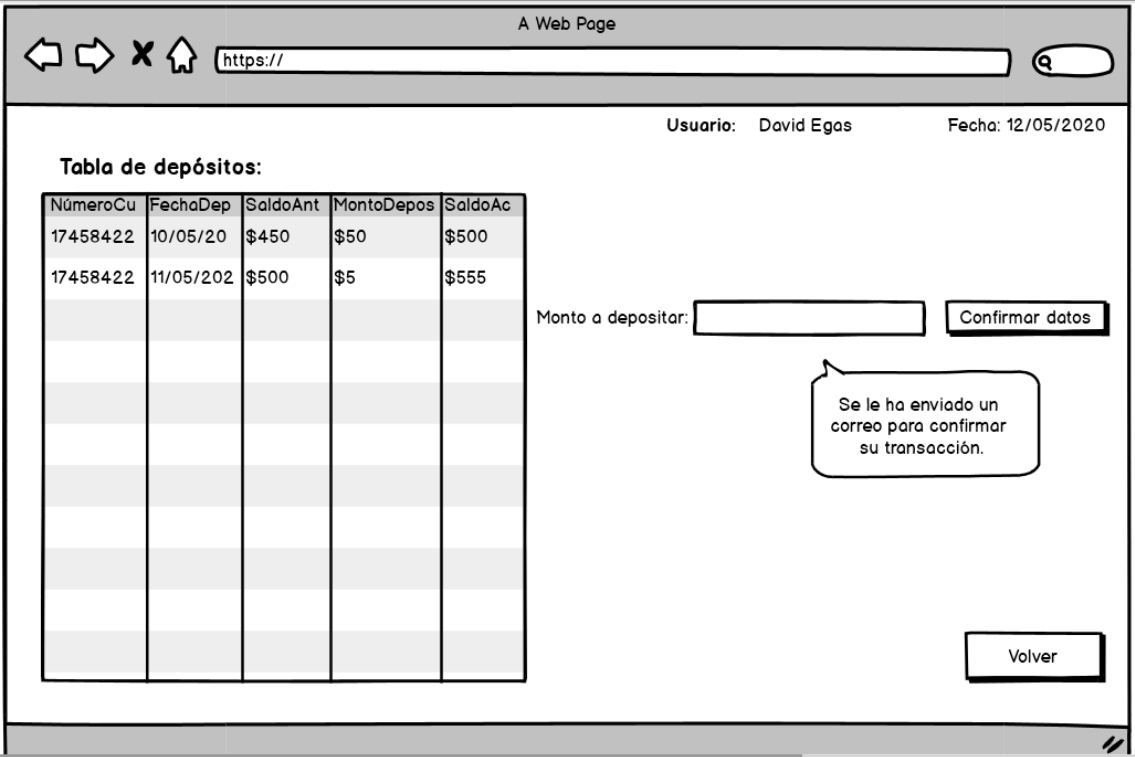 A Web Page
https://
Usuario: David Egas Fecha: 12/05/2020
Tabla de depósitos:
NúmeroCu FechaDep SaldoAnt MontoDepos SaldoAc
17458422 10/05/20 $450 $50 $500
17458422 11/05/202 $500 $5 $555
Monto a depositar: Confirmar datos
Se le ha enviado un
correo para confirmar
su transacción.
Volver